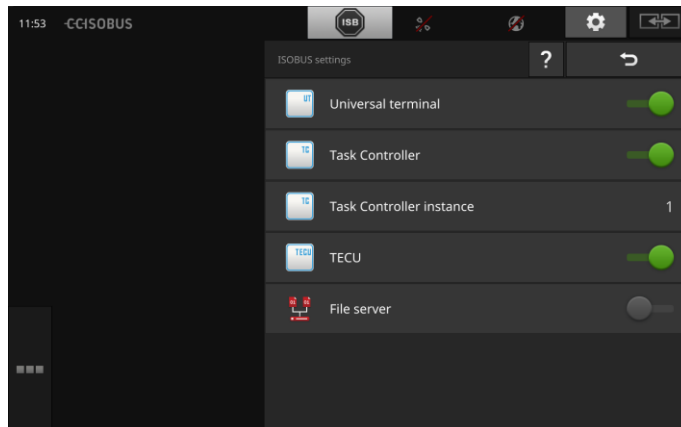 11:53
CCISOBUS
ISB
ISOBUS settings
?
UT
Universal terminal
TC
Task Controller
TC
Task Controller instance
1
TECU
TECU
File server